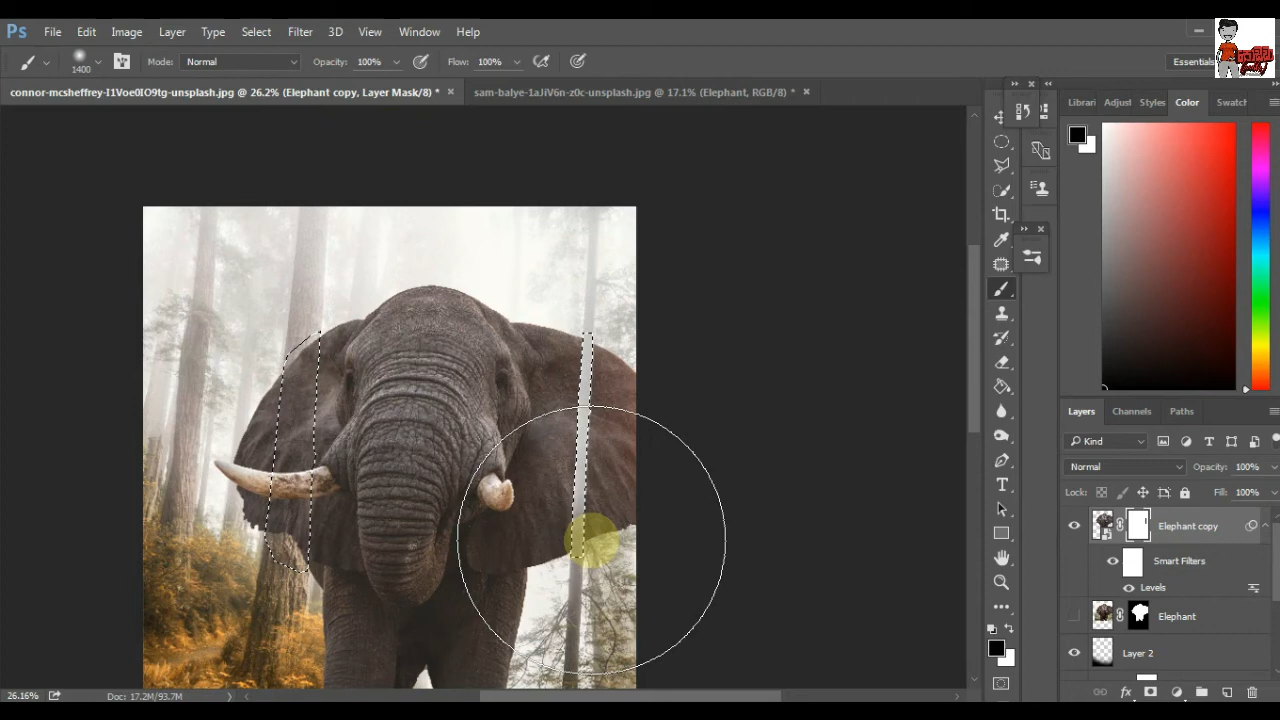 Ps File Edit Image Layer Type Select Filter 3D View Window Help
1400 Mode: Normal Opacity: 100% Flow: 100% Essentials
connor-mcsheffrey-I1Voe0IO9tg-unsplash.jpg @ 26.2% (Elephant copy, Layer Mask/8) * sam-balye-1aJiV6n-z0c-unsplash.jpg @ 17.1% (Elephant, RGB/8) *
Librari Adjust Styles Color Swatch
Layers Channels Paths
Kind
Normal Opacity: 100%
Lock: Fill: 100%
Elephant copy
Smart Filters
Levels
Elephant
Layer 2
26.16% Doc: 17.2M/93.7M